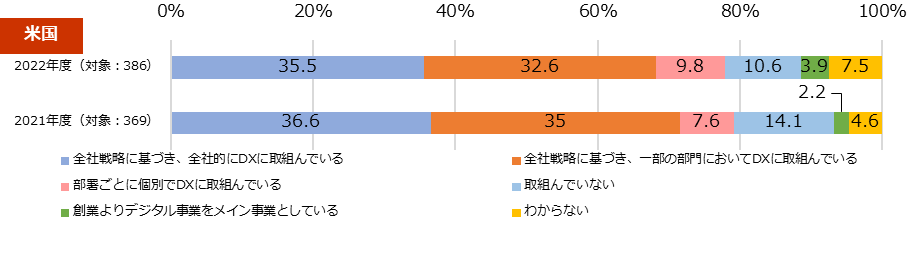 0% 20% 40% 60% 80% 100%
米国
2022年度（対象：386） 35.5 32.6 9.8 10.6 3.9 7.5
2.2
2021年度（対象：369） 36.6 35 7.6 14.1 4.6
全社戦略に基づき、全社的にDXに取組んでいる 全社戦略に基づき、一部の部門においてDXに取組んでいる
部署ごとに個別でDXに取組んでいる 取組んでいない
創業よりデジタル事業をメイン事業としている わからない